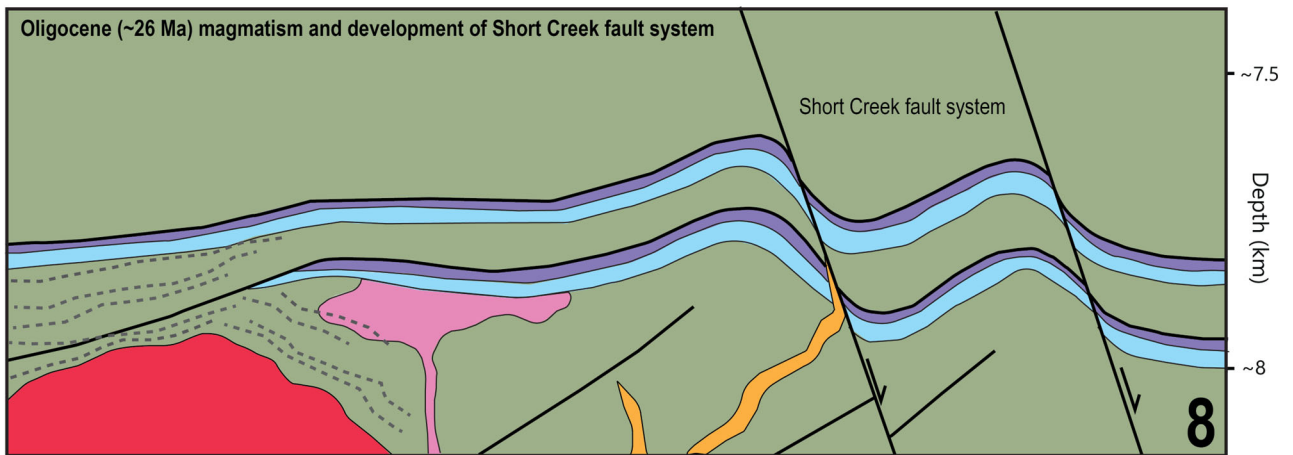 Oligocene (~26 Ma) magmatism and development of Short Creek fault system
~7.5
Short Creek fault system
Depth (km)
~8
8